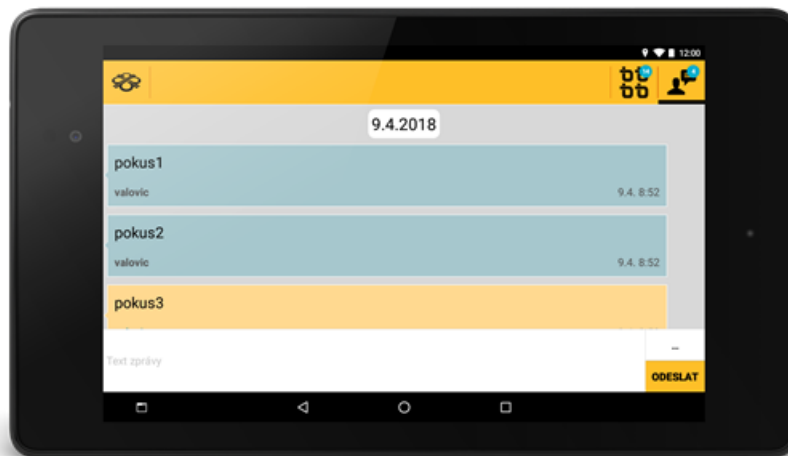 12:00
9.4.2018
pokus1
valovic 9.4. 8:52
pokus2
valovic 9.4. 8:52
pokus3
Text zprávy
...
ODESLAT